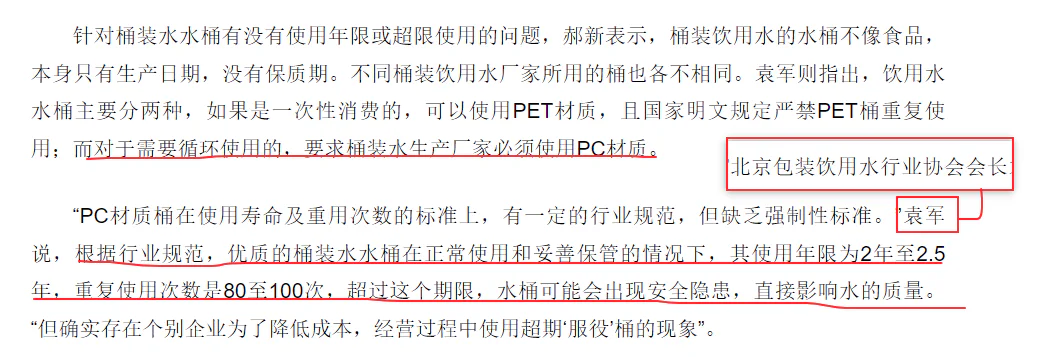 针对桶装水水桶有没有使用年限或超限使用的问题，郝新表示，桶装饮用水的水桶不像食品，
本身只有生产日期，没有保质期。不同桶装饮用水厂家所用的桶也各不相同。袁军则指出，饮用水
水桶主要分两种，如果是一次性消费的，可以使用PET材质，且国家明文规定严禁PET桶重复使
用；而对于需要循环使用的，要求桶装水生产厂家必须使用PC材质。
北京包装饮用水行业协会会长
“PC材质桶在使用寿命及重用次数的标准上，有一定的行业规范，但缺乏强制性标准。”袁军
说，根据行业规范，优质的桶装水水桶在正常使用和妥善保管的情况下，其使用年限为2年至2.5
年，重复使用次数是80至100次，超过这个期限，水桶可能会出现安全隐患，直接影响水的质量。
“但确实存在个别企业为了降低成本，经营过程中使用超期‘服役’桶的现象”。